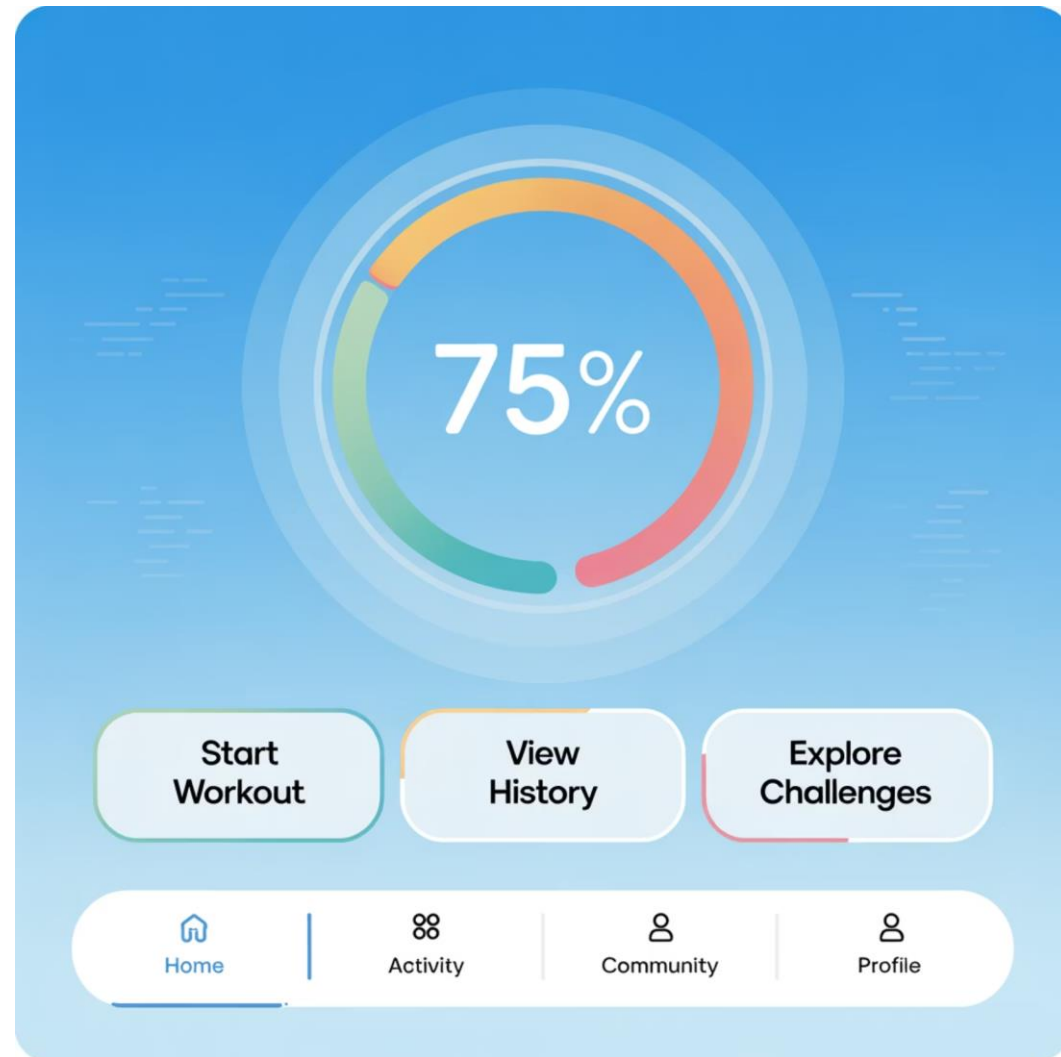 75%
Start
Workout
View
History
Explore
Challenges
Home
Activity
Community
Profile